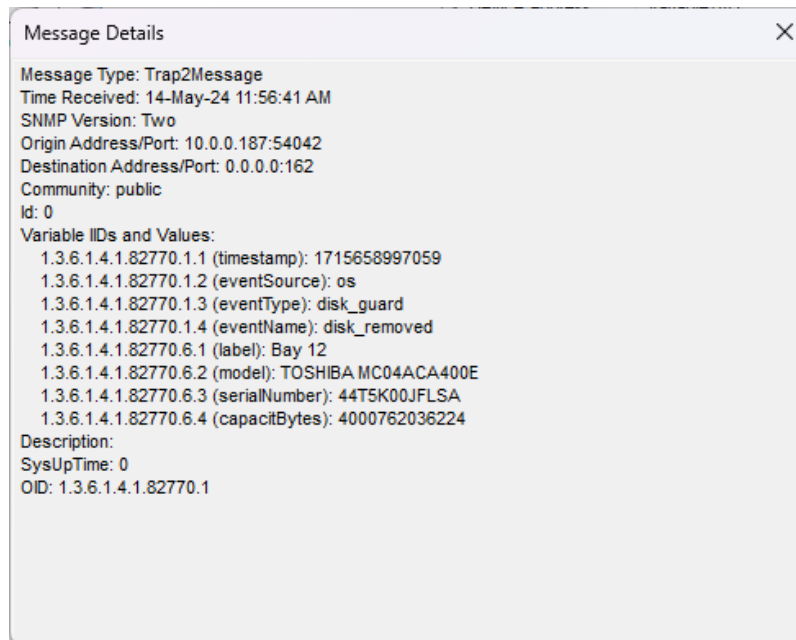 Message Details
Message Type: Trap2Message
Time Received: 14-May-24 11:56:41 AM
SNMP Version: Two
Origin Address/Port: 10.0.0.187:54042
Destination Address/Port: 0.0.0.0:162
Community: public
Id: 0
Variable IIDs and Values:
1.3.6.1.4.1.82770.1.1 (timestamp): 1715658997059
1.3.6.1.4.1.82770.1.2 (eventSource): os
1.3.6.1.4.1.82770.1.3 (eventType): disk_guard
1.3.6.1.4.1.82770.1.4 (eventName): disk_removed
1.3.6.1.4.1.82770.6.1 (label): Bay 12
1.3.6.1.4.1.82770.6.2 (model): TOSHIBA MC04ACA400E
1.3.6.1.4.1.82770.6.3 (serialNumber): 44T5K00JFLSA
1.3.6.1.4.1.82770.6.4 (capacitBytes): 4000762036224
Description:
SysUpTime: 0
OID: 1.3.6.1.4.1.82770.1